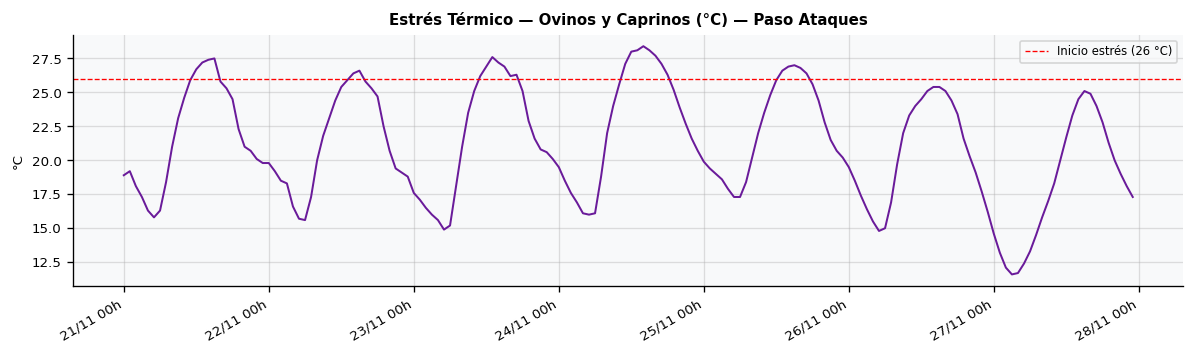 Estrés Térmico — Ovinos y Caprinos (°C) — Paso Ataques
Inicio estrés (26 °C)
°C
27.5
25.0
22.5
20.0
17.5
15.0
12.5
21/11 00h
22/11 00h
23/11 00h
24/11 00h
25/11 00h
26/11 00h
27/11 00h
28/11 00h